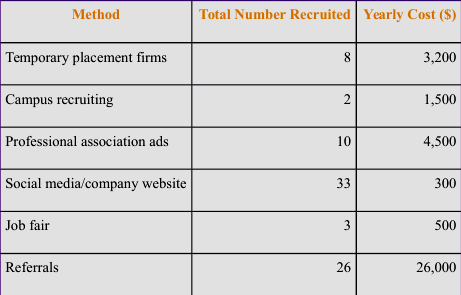 Method Total Number Recruited Yearly Cost ($)
Temporary placement firms 8 3,200
Campus recruiting 2 1,500
Professional association ads 10 4,500
Social media/company website 33 300
Job fair 3 500
Referrals 26 26,000